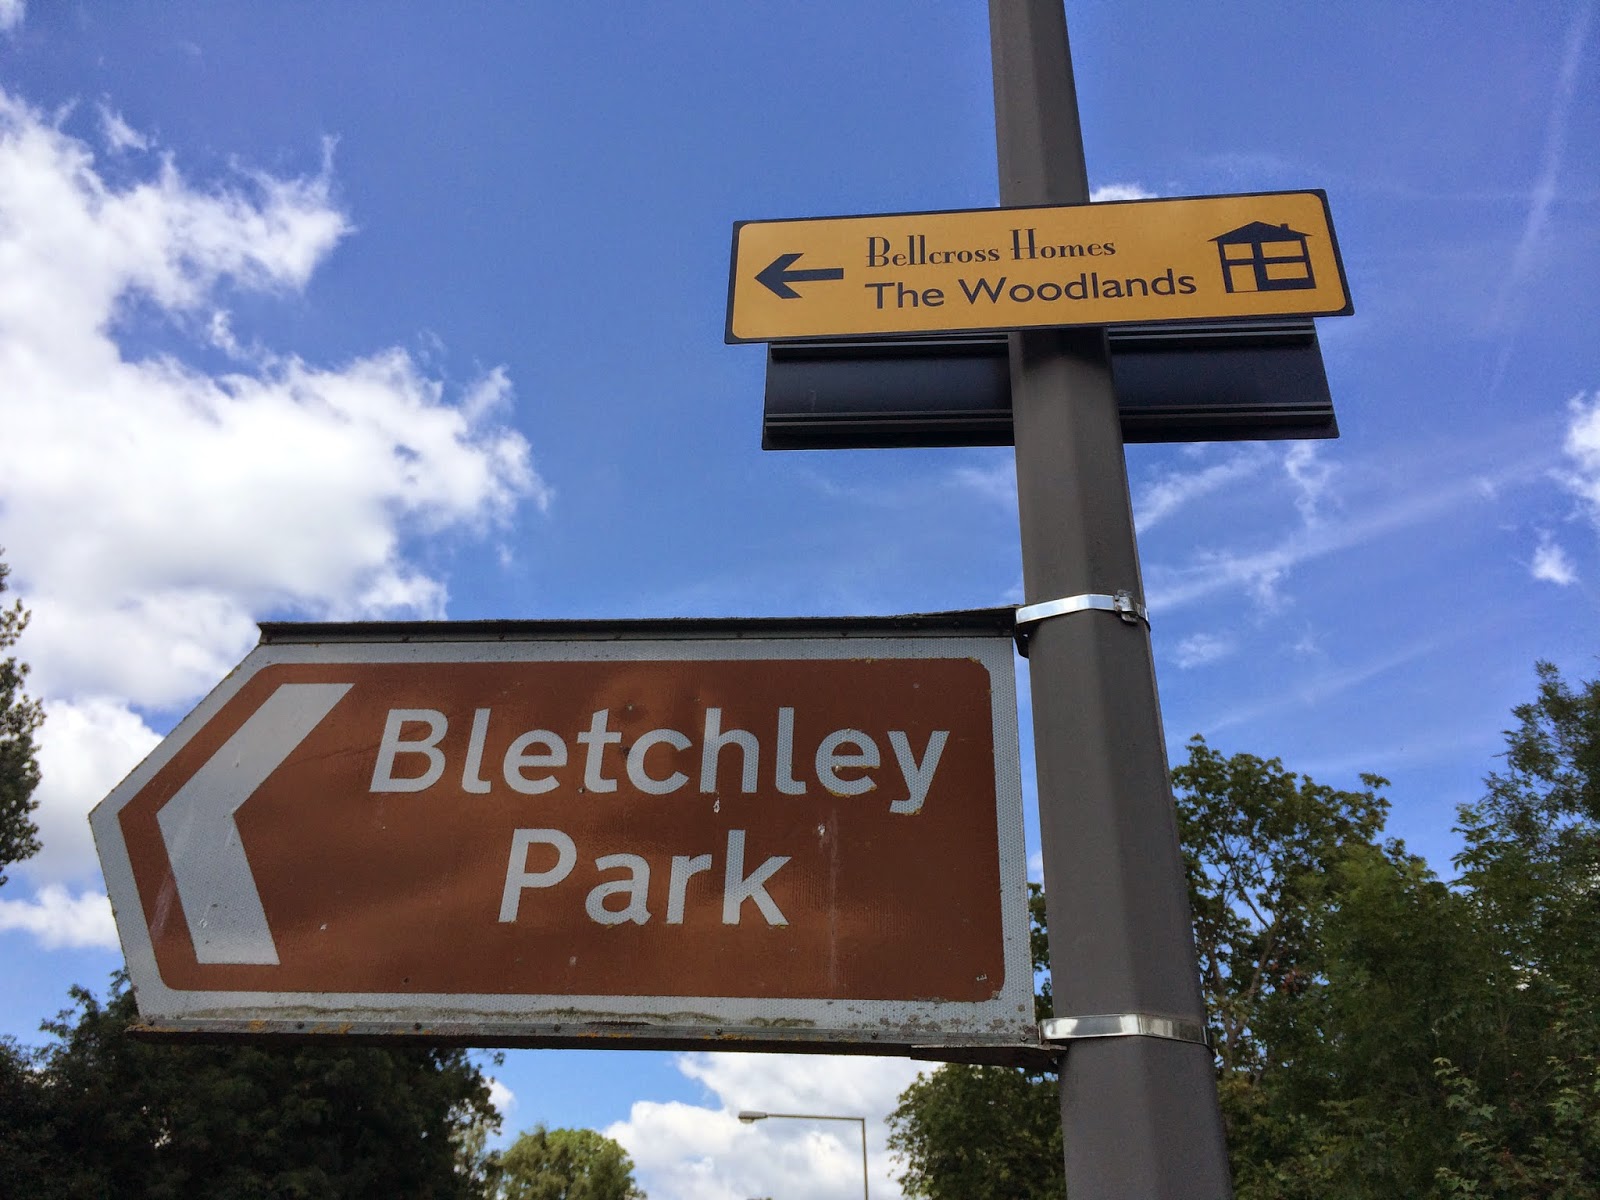 Bellcross Homes
The Woodlands
Bletchley
Park